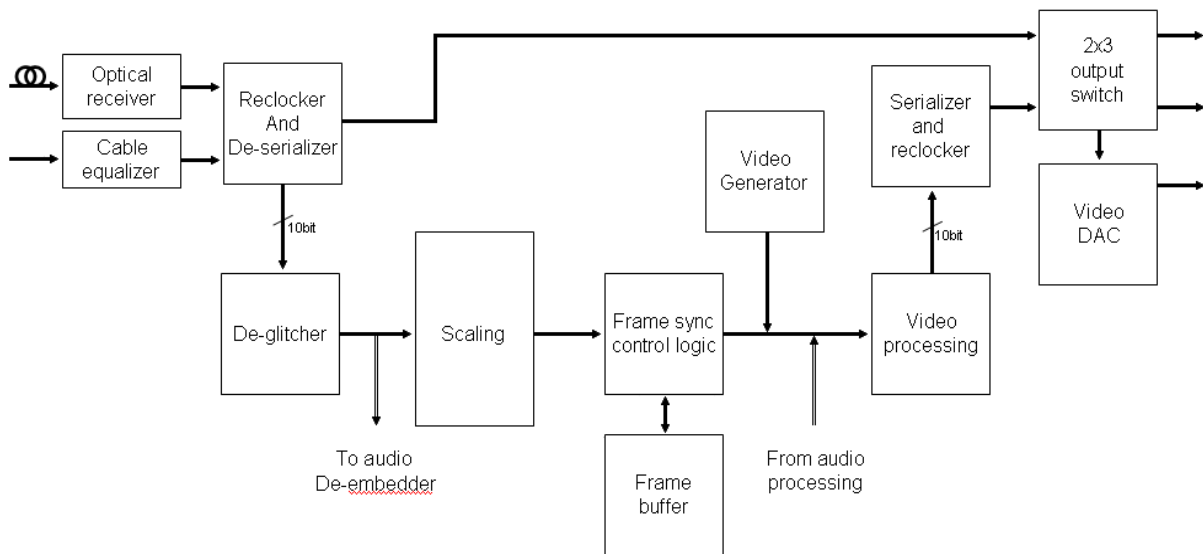 Optical
receiver
Cable
equalizer
Reclocker
And
De-serializer
10bit
De-glitcher
To audio
De-embedder
Scaling
Frame sync
control logic
Frame
buffer
Video
Generator
From audio
processing
Video
processing
10bit
Serializer
and
reclocker
2x3
output
switch
Video
DAC